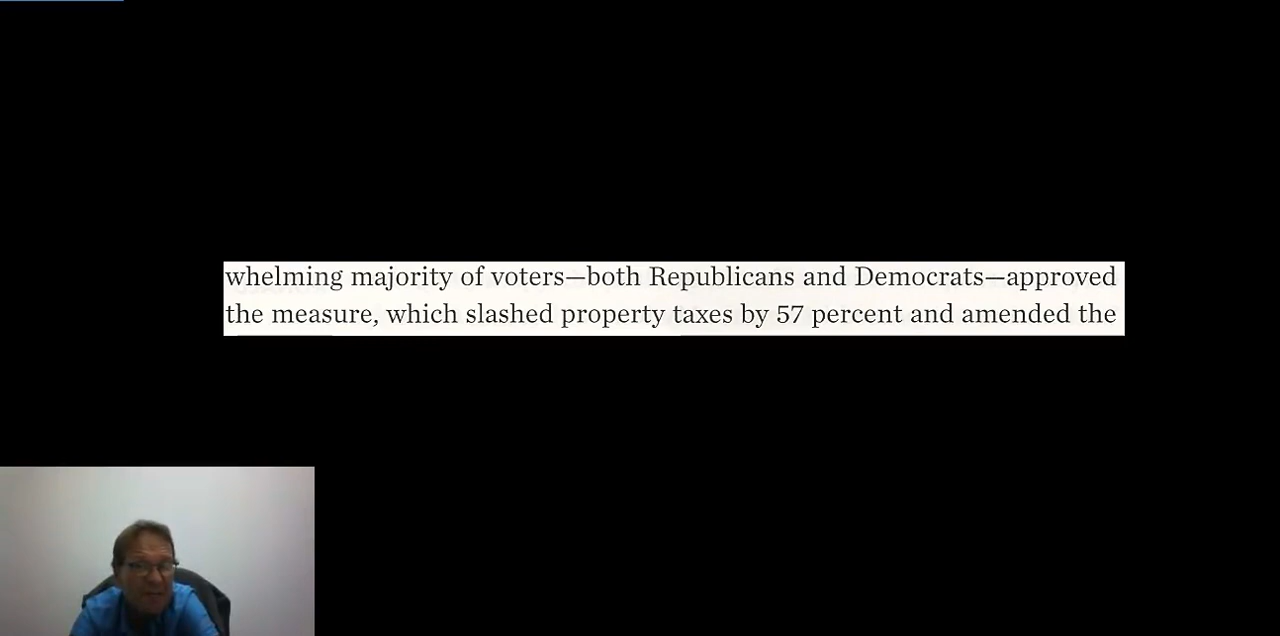 whelming majority of voters—both Republicans and Democrats—approved
the measure, which slashed property taxes by 57 percent and amended the